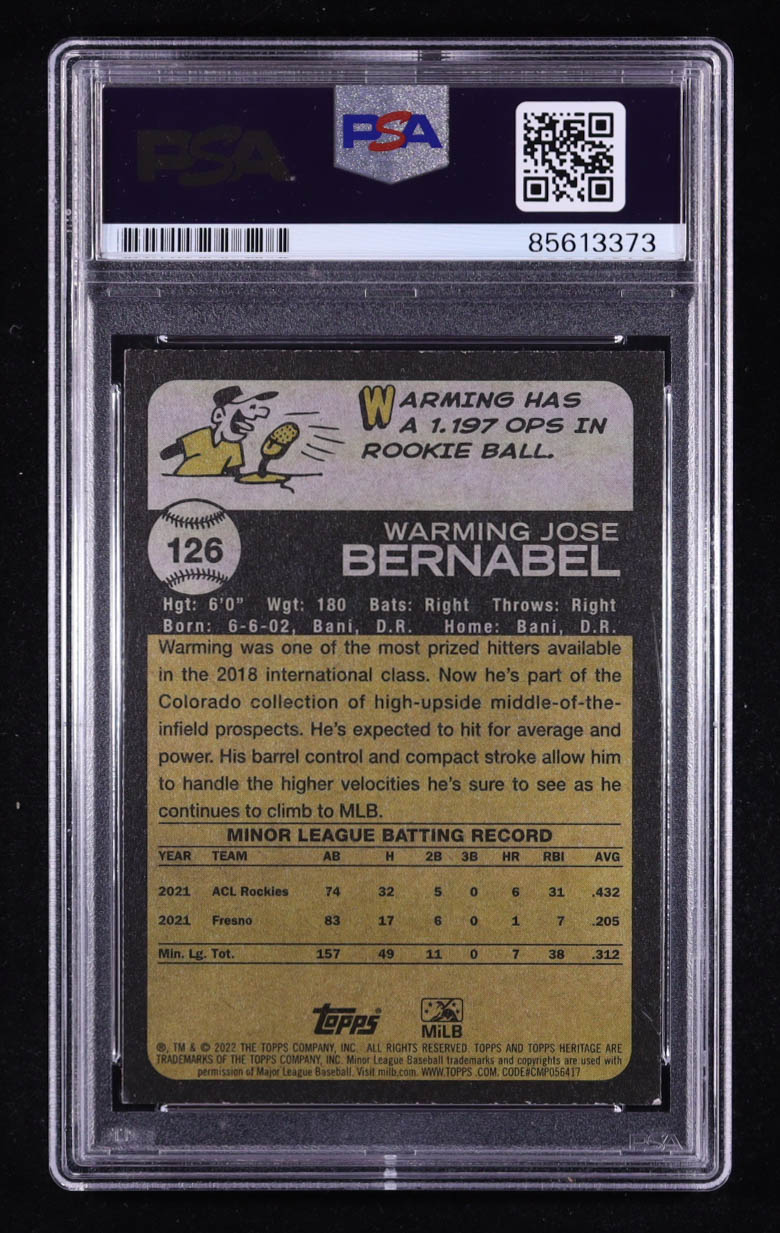 PSA
PSA
85613373
WARMING HAS
A 1.197 OPS IN
ROOKIE BALL.
126
WARMING JOSE
BERNABEL
Hgt: 6'0" Wgt: 180 Bats: Right Throws: Right
Born: 6-6-02, Bani, D.R. Home: Bani, D.R.
Warming was one of the most prized hitters available
in the 2018 international class. Now he's part of the
Colorado collection of high-upside middle-of-the-
infield prospects. He's expected to hit for average and
power. His barrel control and compact stroke allow him
to handle the higher velocities he's sure to see as he
continues to climb to MLB.
MINOR LEAGUE BATTING RECORD
YEAR TEAM AB H 2B 3B HR RBI AVG
2021 ACL Rockies 74 32 5 0 6 31 .432
2021 Fresno 83 17 6 0 1 7 .205
Min. Lg. Tot. 157 49 11 0 7 38 .312
topps MiLB
®, TM & © 2022 THE TOPPS COMPANY, INC. ALL RIGHTS RESERVED. TOPPS AND TOPPS HERITAGE ARE
TRADEMARKS OF THE TOPPS COMPANY, INC. Minor League Baseball trademarks and copyrights are used with
permission of Major League Baseball. Visit milb.com. WWW.TOPPS.COM. CODE#CMP056417
PSA